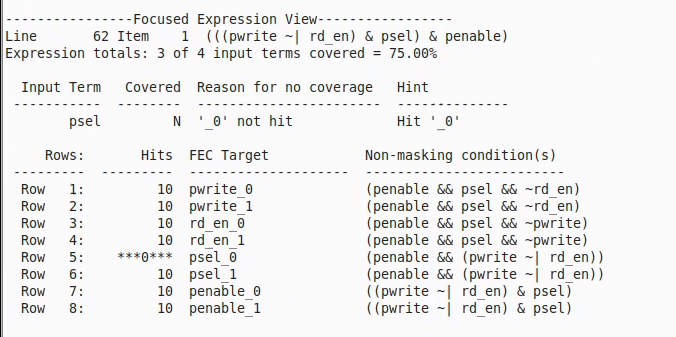 ----------------Focused Expression View-----------------
Line       62 Item    1  (((pwrite ~| rd_en) & psel) & penable)
Expression totals: 3 of 4 input terms covered = 75.00%
  Input Term   Covered  Reason for no coverage   Hint
 -----------  --------  -----------------------  --------------
        psel         N  '_0' not hit             Hit '_0'
     Rows:       Hits  FEC Target            Non-masking condition(s)
 ---------  ---------  --------------------  -------------------------
  Row   1:         10  pwrite_0              (penable && psel && ~rd_en)
  Row   2:         10  pwrite_1              (penable && psel && ~rd_en)
  Row   3:         10  rd_en_0               (penable && psel && ~pwrite)
  Row   4:         10  rd_en_1               (penable && psel && ~pwrite)
  Row   5:    ***0***  psel_0                (penable && (pwrite ~| rd_en))
  Row   6:         10  psel_1                (penable && (pwrite ~| rd_en))
  Row   7:         10  penable_0             ((pwrite ~| rd_en) & psel)
  Row   8:         10  penable_1             ((pwrite ~| rd_en) & psel)